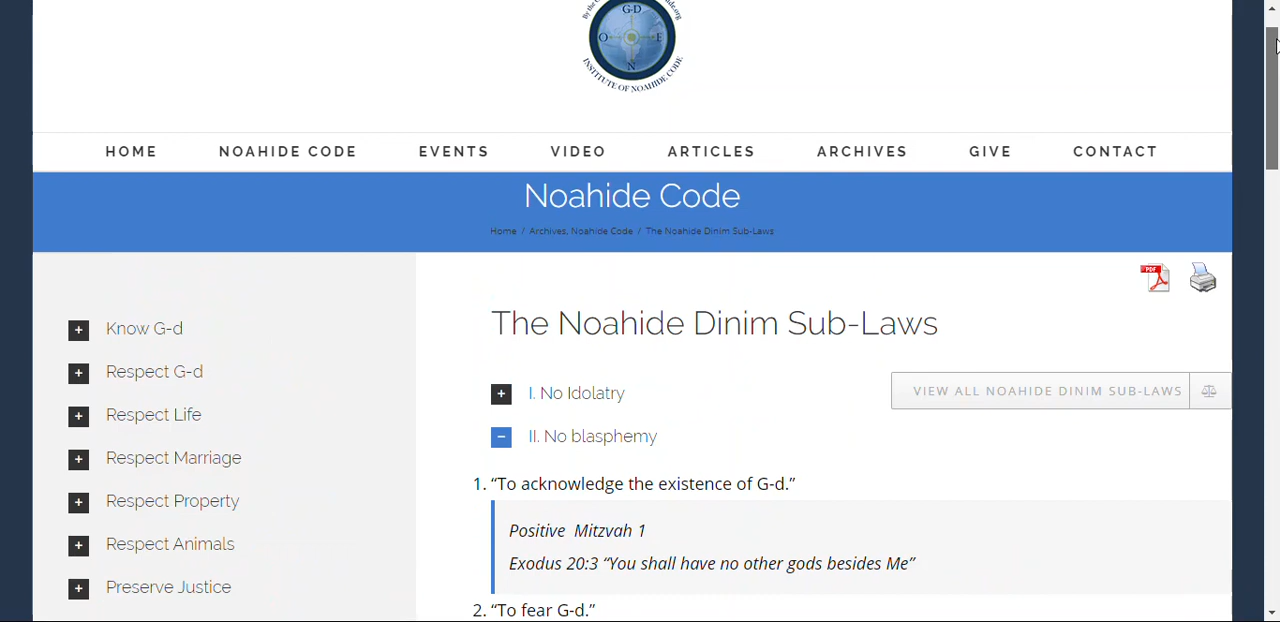 G-D
O E
N
INSTITUTE OF NOAHIDE CODE
HOME NOAHIDE CODE EVENTS VIDEO ARTICLES ARCHIVES GIVE CONTACT
Noahide Code
Home / Archives, Noahide Code / The Noahide Dinim Sub-Laws
PDF
The Noahide Dinim Sub-Laws
Know G-d
Respect G-d
Respect Life
Respect Marriage
Respect Property
Respect Animals
Preserve Justice
I. No Idolatry
VIEW ALL NOAHIDE DINIM SUB-LAWS
II. No blasphemy
1. “To acknowledge the existence of G-d.”
Positive Mitzvah 1
Exodus 20:3 “You shall have no other gods besides Me”
2. “To fear G-d.”